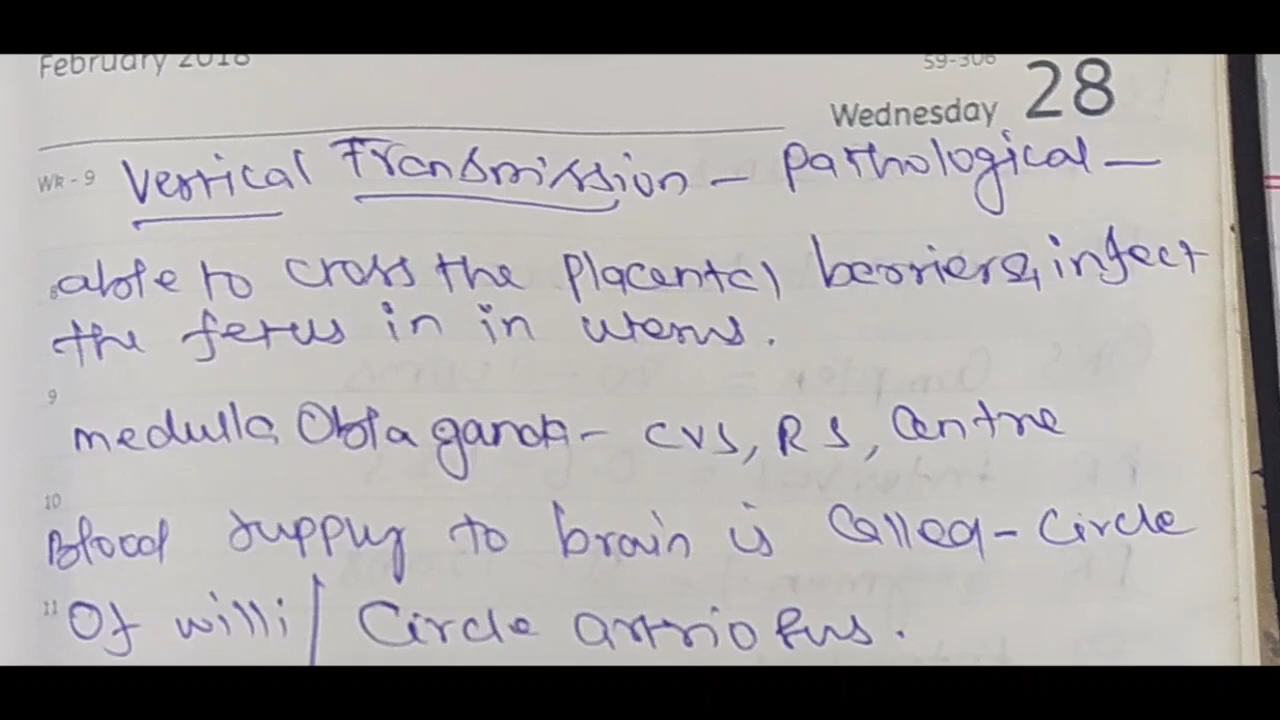 February 2018
59-306
Wednesday 28
WK - 9
Vertical Transmission - Pathological -
able to cross the placental barriers, infect
the fetus in in uterus.
9
medulla Oblaganda - CVS, RS, Centre
10
Blood supply to brain is Called - Circle
11
Of willi / Circle artriofus.